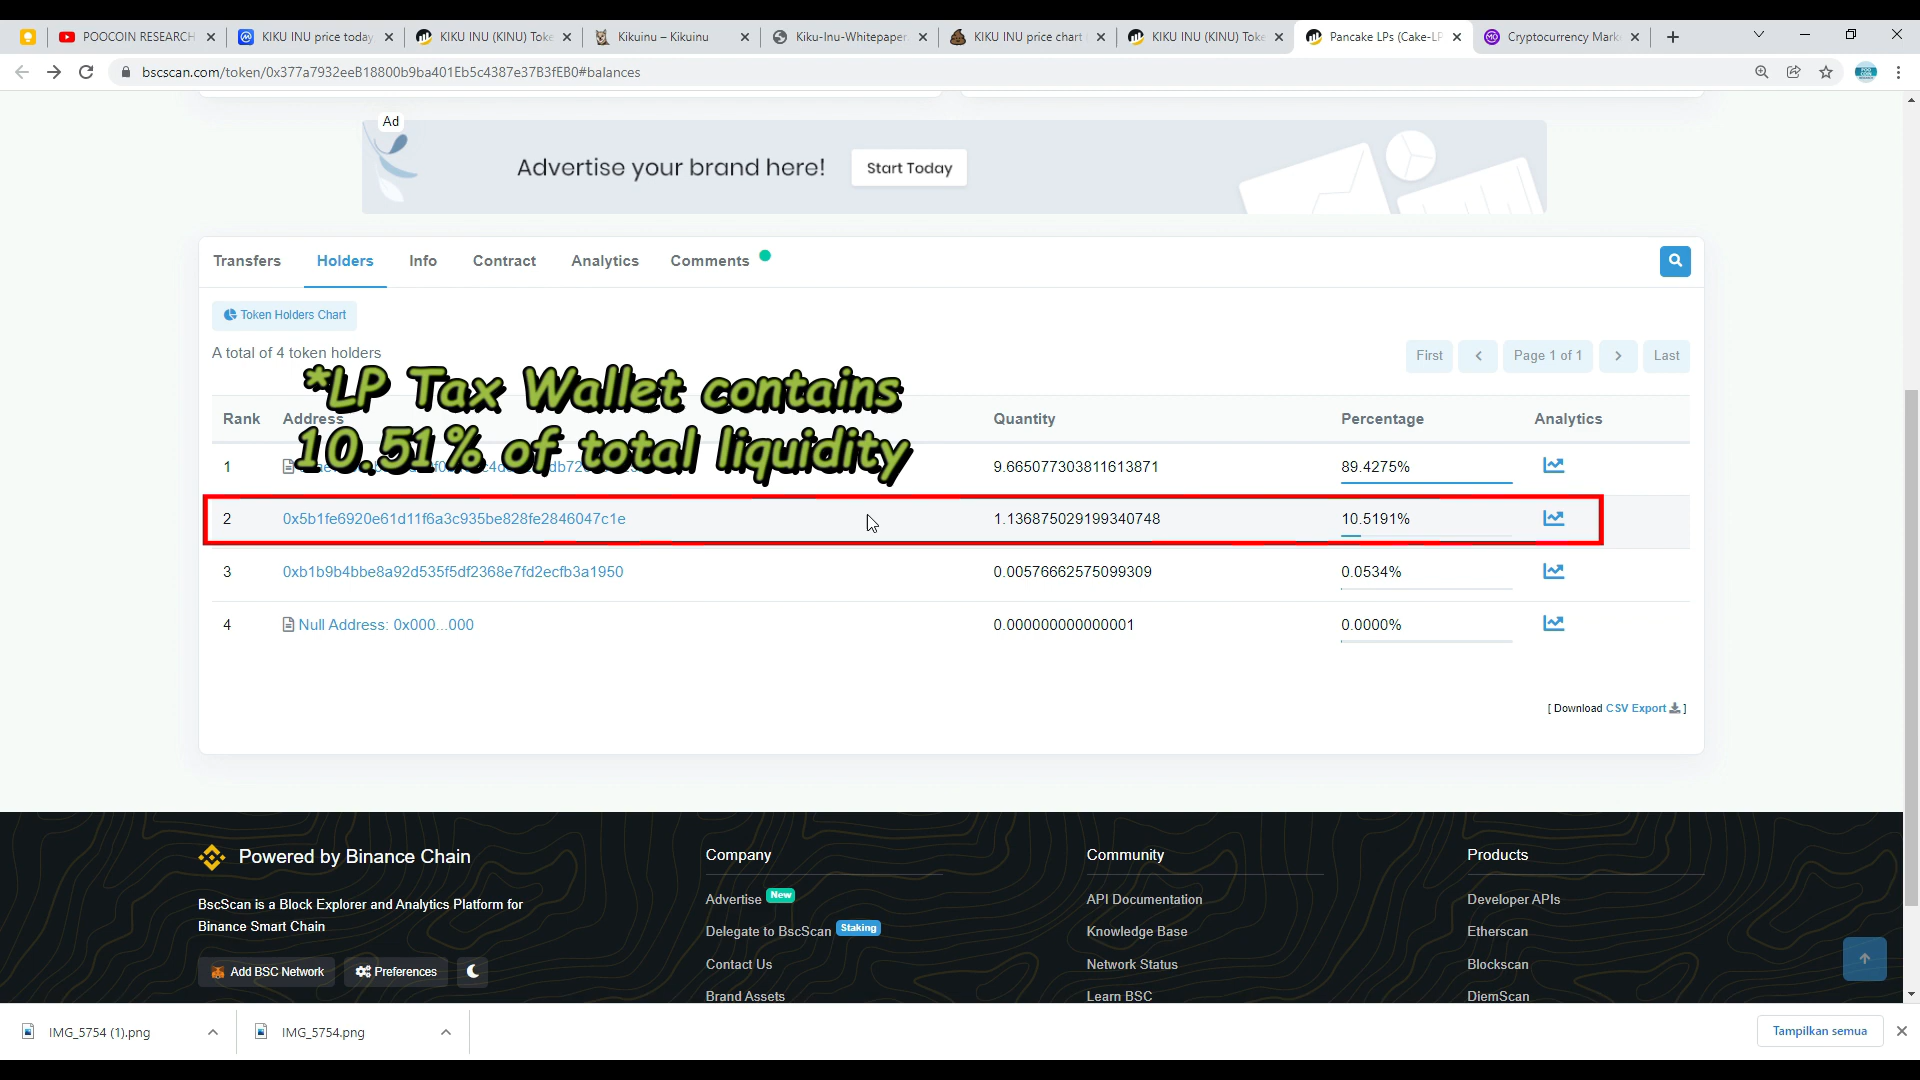 POOCOIN RESEARCH
KIKU INU price today
KIKU INU (KINU) Toke
Kikuinu – Kikuinu
Kiku-Inu-Whitepaper
KIKU INU price chart
KIKU INU (KINU) Toke
Pancake LPs (Cake-LP
Cryptocurrency Mark
bscscan.com/token/0x377a7932eeB18800b9ba401Eb5c4387e37B3fEB0#balances
Ad
Advertise your brand here!
Start Today
Transfers Holders Info Contract Analytics Comments
Token Holders Chart
A total of 4 token holders
First Page 1 of 1 Last
*LP Tax Wallet contains
10.51% of total liquidity
Rank Address Quantity Percentage Analytics
1 9.665077303811613871 89.4275%
2 0x5b1fe6920e61d11f6a3c935be828fe2846047c1e 1.136875029199340748 10.5191%
3 0xb1b9b4bbe8a92d535f5df2368e7fd2ecfb3a1950 0.00576662575099309 0.0534%
4 Null Address: 0x000...000 0.000000000000001 0.0000%
[ Download CSV Export ]
Powered by Binance Chain
BscScan is a Block Explorer and Analytics Platform for
Binance Smart Chain
Add BSC Network Preferences
Company
Advertise New
Delegate to BscScan Staking
Contact Us
Brand Assets
Community
API Documentation
Knowledge Base
Network Status
Learn BSC
Products
Developer APIs
Etherscan
Blockscan
DiemScan
IMG_5754 (1).png
IMG_5754.png
Tampilkan semua